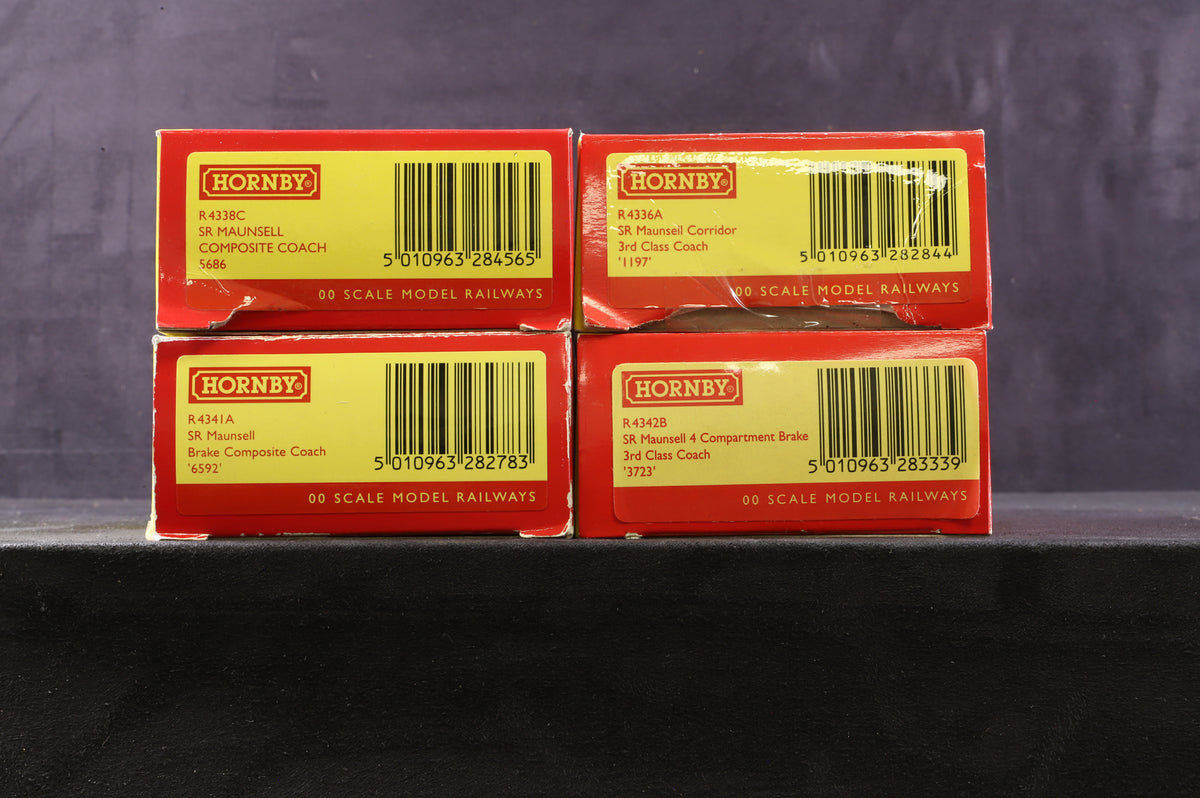 HORNBY®
R4338C
SR MAUNSELL
COMPOSITE COACH
5686
5 010963 284565
00 SCALE MODEL RAILWAYS
HORNBY®
R4336A
SR Maunseil Corridor
3rd Class Coach
'1197'
5 010963 282844
00 SCALE MODEL RAILWAYS
HORNBY®
R4341A
SR Maunsell
Brake Composite Coach
'6592'
5 010963 282783
00 SCALE MODEL RAILWAYS
HORNBY®
R4342B
SR Maunsell 4 Compartment Brake
3rd Class Coach
'3723'
5 010963 283339
00 SCALE MODEL RAILWAYS